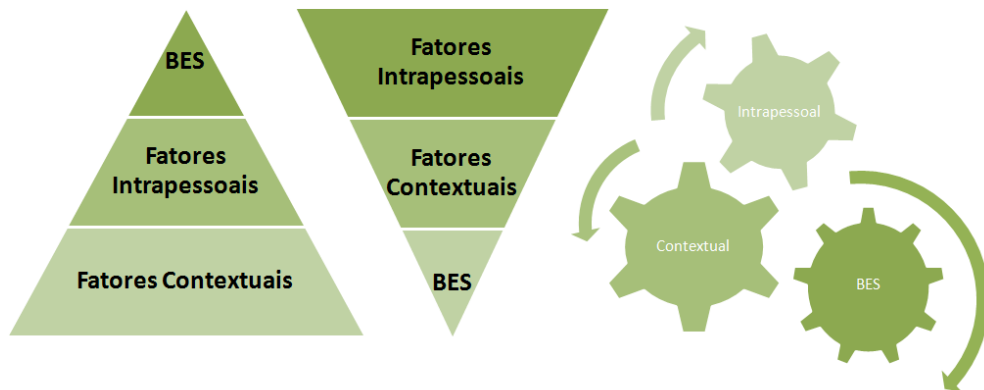 BES
Fatores
Intrapessoais
Fatores Contextuais
Fatores
Intrapessoais
Fatores
Contextuais
BES
Intrapessoal
Contextual
BES